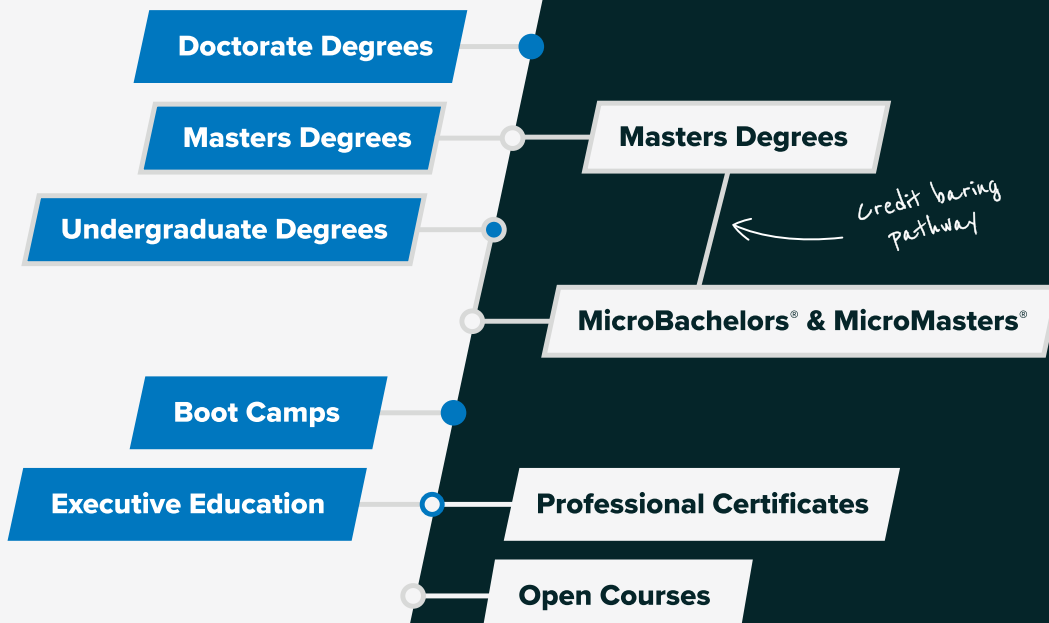 Doctorate Degrees
Masters Degrees
Masters Degrees
credit baring
pathway
Undergraduate Degrees
MicroBachelors® & MicroMasters®
Boot Camps
Executive Education
Professional Certificates
Open Courses